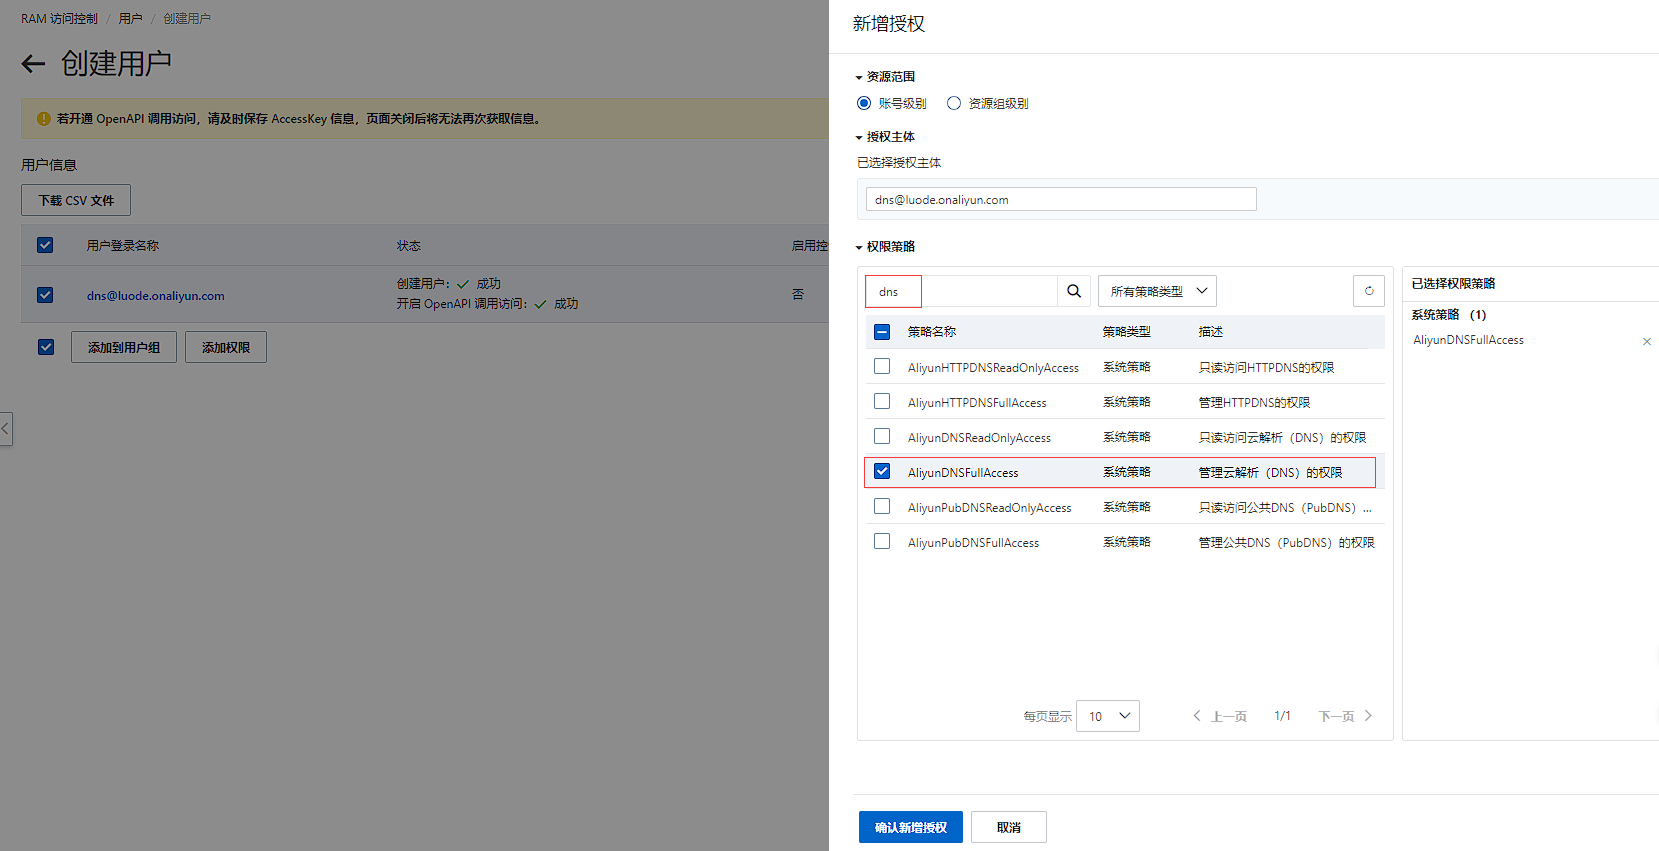 RAM 访问控制 / 用户 / 创建用户
创建用户
若开通 OpenAPI 调用访问，请及时保存 AccessKey 信息，页面关闭后将无法再次获取信息。
用户信息
下载 CSV 文件
用户登录名称 状态 启用控
dns@luode.onaliyun.com
创建用户： 成功
开启 OpenAPI 调用访问： 成功
否
添加到用户组 添加权限
新增授权
资源范围
账号级别 资源组级别
授权主体
已选择授权主体
dns@luode.onaliyun.com
权限策略
dns 所有策略类型
策略名称 策略类型 描述
AliyunHTTPDNSReadOnlyAccess 系统策略 只读访问HTTPDNS的权限
AliyunHTTPDNSFullAccess 系统策略 管理HTTPDNS的权限
AliyunDNSReadOnlyAccess 系统策略 只读访问云解析（DNS）的权限
AliyunDNSFullAccess 系统策略 管理云解析（DNS）的权限
AliyunPubDNSReadOnlyAccess 系统策略 只读访问公共DNS（PubDNS）...
AliyunPubDNSFullAccess 系统策略 管理公共DNS（PubDNS）的权限
每页显示 10 上一页 1/1 下一页
已选择权限策略
系统策略 (1)
AliyunDNSFullAccess
确认新增授权 取消